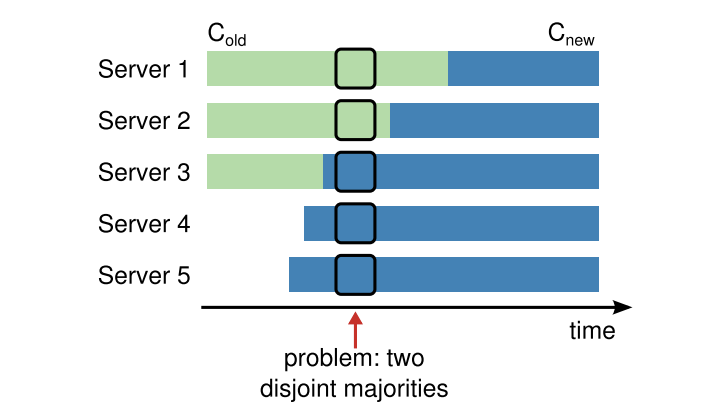 Cold Cnew
Server 1
Server 2
Server 3
Server 4
Server 5
time
problem: two
disjoint majorities